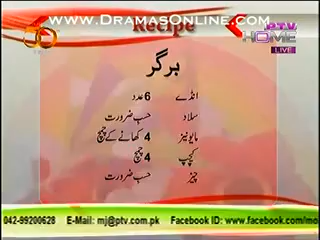 www.DramasOnline.com
Recipe
PTV
HOME
LIVE
برگر
انڈے 6 عدد
سلاد حسبِ ضرورت
مایونیز 4 کھانے کے چمچ
کیچپ 4 چمچ
چیز حسبِ ضرورت
042-99200628 E-Mail: mj@ptv.com.pk Facebook ID: www.facebook.com/mo